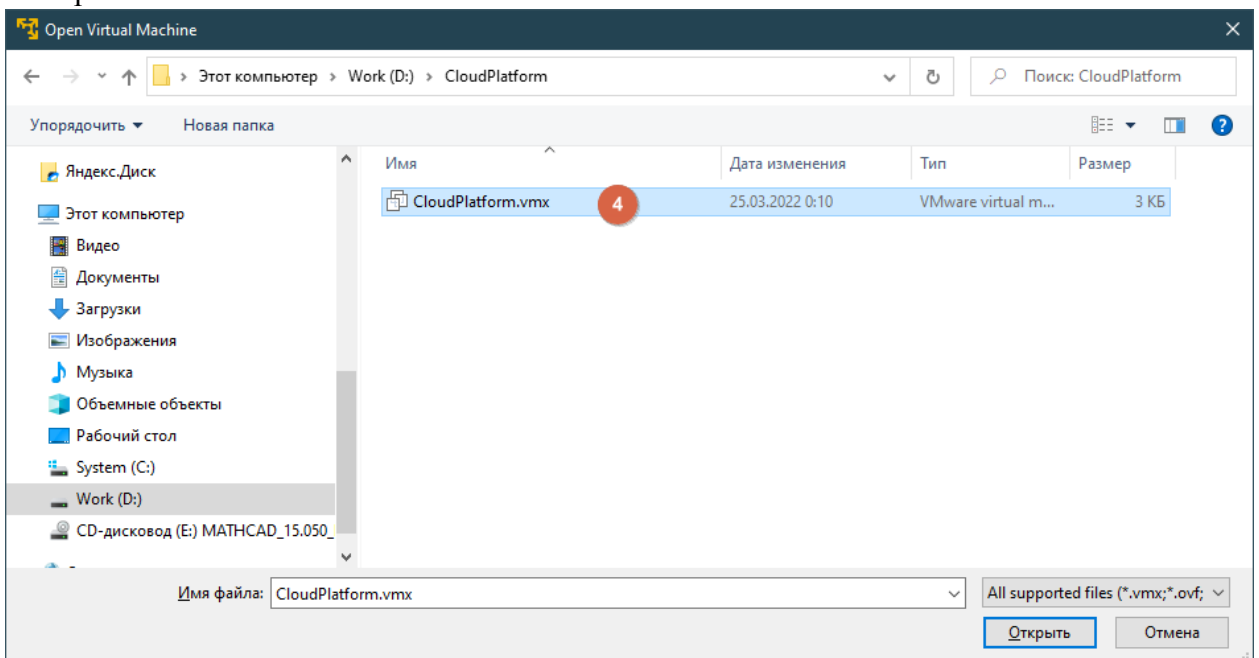 Open Virtual Machine
Этот компьютер › Work (D:) › CloudPlatform
Поиск: CloudPlatform
Упорядочить Новая папка
Яндекс.Диск
Этот компьютер
Видео
Документы
Загрузки
Изображения
Музыка
Объемные объекты
Рабочий стол
System (C:)
Work (D:)
CD-дисковод (E:) MATHCAD_15.050_
Имя Дата изменения Тип Размер
CloudPlatform.vmx 4 25.03.2022 0:10 VMware virtual m... 3 КБ
Имя файла: CloudPlatform.vmx All supported files (*.vmx;*.ovf;
Открыть Отмена